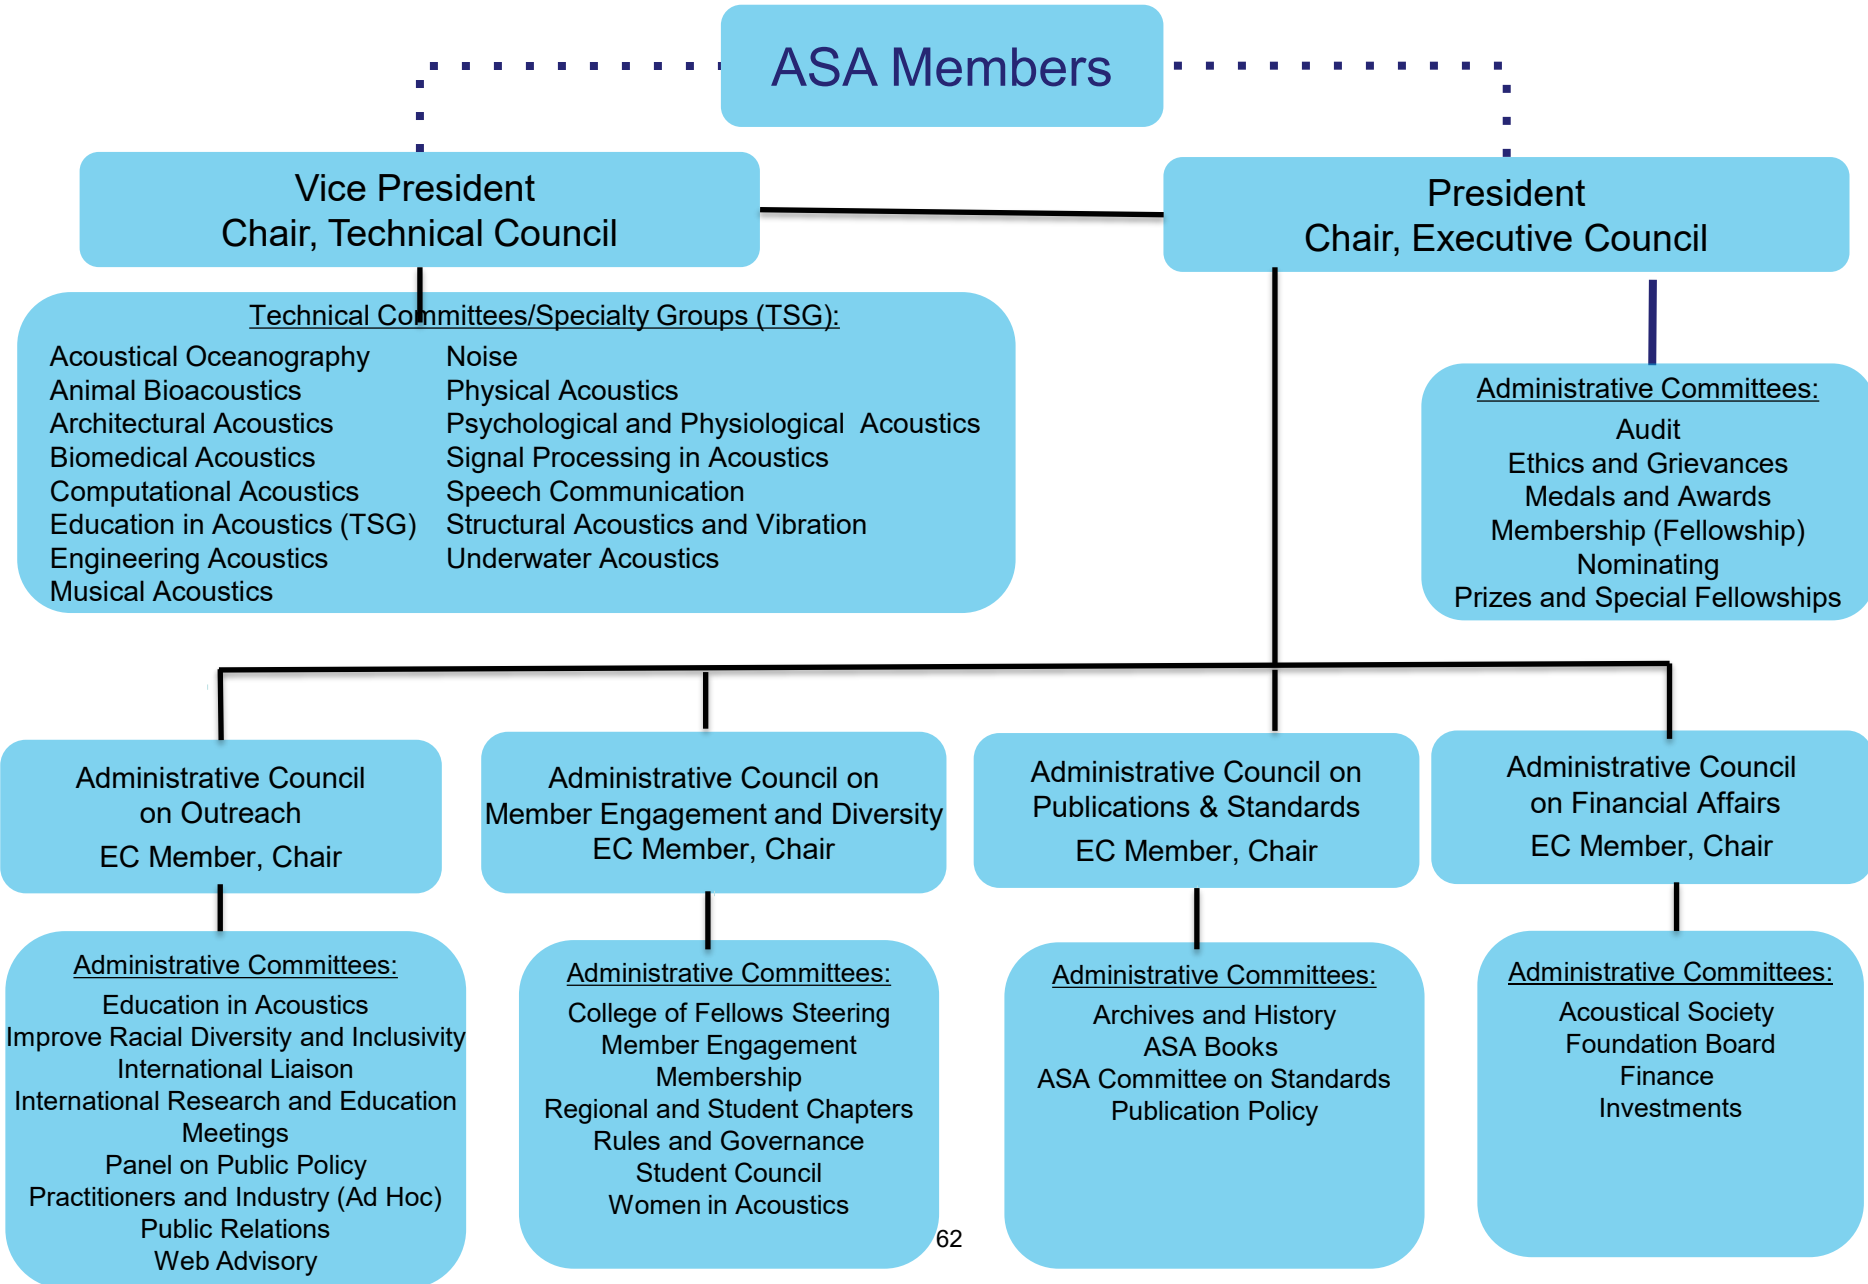 ASA Members
Vice President
Chair, Technical Council
President
Chair, Executive Council
Technical Committees/Specialty Groups (TSG):
Acoustical Oceanography
Animal Bioacoustics
Architectural Acoustics
Biomedical Acoustics
Computational Acoustics
Education in Acoustics (TSG)
Engineering Acoustics
Musical Acoustics
Noise
Physical Acoustics
Psychological and Physiological Acoustics
Signal Processing in Acoustics
Speech Communication
Structural Acoustics and Vibration
Underwater Acoustics
Administrative Committees:
Audit
Ethics and Grievances
Medals and Awards
Membership (Fellowship)
Nominating
Prizes and Special Fellowships
Administrative Council
on Outreach
EC Member, Chair
Administrative Council on
Member Engagement and Diversity
EC Member, Chair
Administrative Council on
Publications & Standards
EC Member, Chair
Administrative Council
on Financial Affairs
EC Member, Chair
Administrative Committees:
Education in Acoustics
Improve Racial Diversity and Inclusivity
International Liaison
International Research and Education
Meetings
Panel on Public Policy
Practitioners and Industry (Ad Hoc)
Public Relations
Web Advisory
Administrative Committees:
College of Fellows Steering
Member Engagement
Membership
Regional and Student Chapters
Rules and Governance
Student Council
Women in Acoustics
Administrative Committees:
Archives and History
ASA Books
ASA Committee on Standards
Publication Policy
Administrative Committees:
Acoustical Society
Foundation Board
Finance
Investments
62